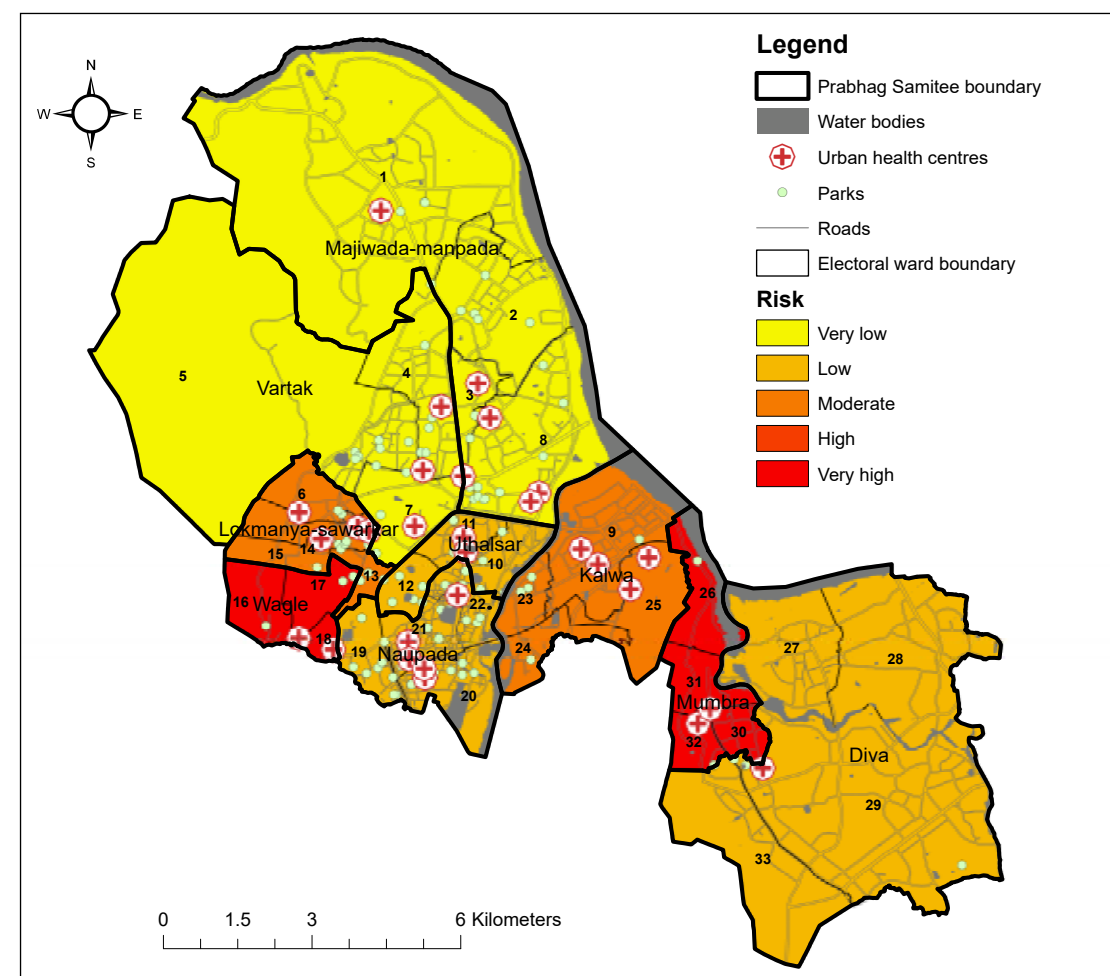 Legend
Prabhag Samitee boundary
Water bodies
Urban health centres
Parks
Roads
Electoral ward boundary
Risk
Very low
Low
Moderate
High
Very high
N
W
E
S
1
Majiwada-manpada
2
5
4
Vartak
3
8
6
7
11
9
Lokmanya-sawarkar
Uthalsar
15
14
10
Kalwa
17
13
12
16
Wagle
22
23
25
26
18
21
19
Naupada
24
27
28
20
31
Mumbra
32
30
Diva
29
33
0 1.5 3 6 Kilometers